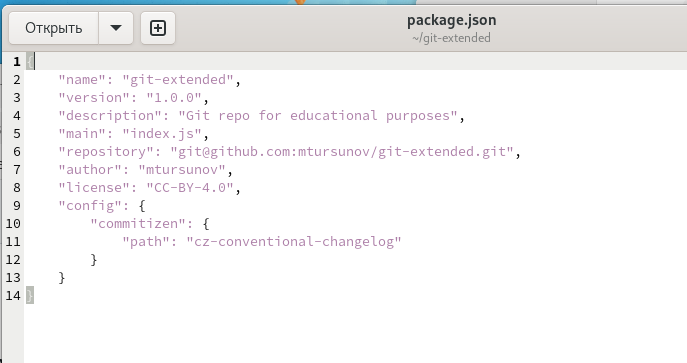 Открыть
package.json
~/git-extended
1 {
2     "name": "git-extended",
3     "version": "1.0.0",
4     "description": "Git repo for educational purposes",
5     "main": "index.js",
6     "repository": "git@github.com:mtursunov/git-extended.git",
7     "author": "mtursunov",
8     "license": "CC-BY-4.0",
9     "config": {
10         "commitizen": {
11             "path": "cz-conventional-changelog"
12         }
13     }
14 }